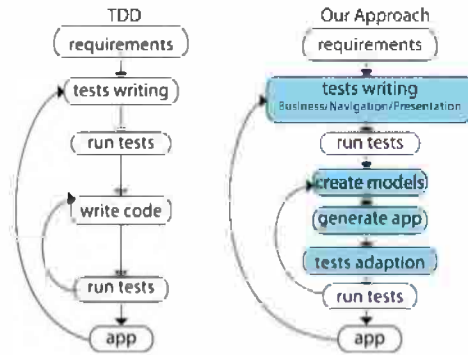 TDD
requirements
tests writing
run tests
write code
run tests
app
Our Approach
requirements
tests writing
Business/Navigation/Presentation
run tests
create models
generate app
tests adaption
run tests
app